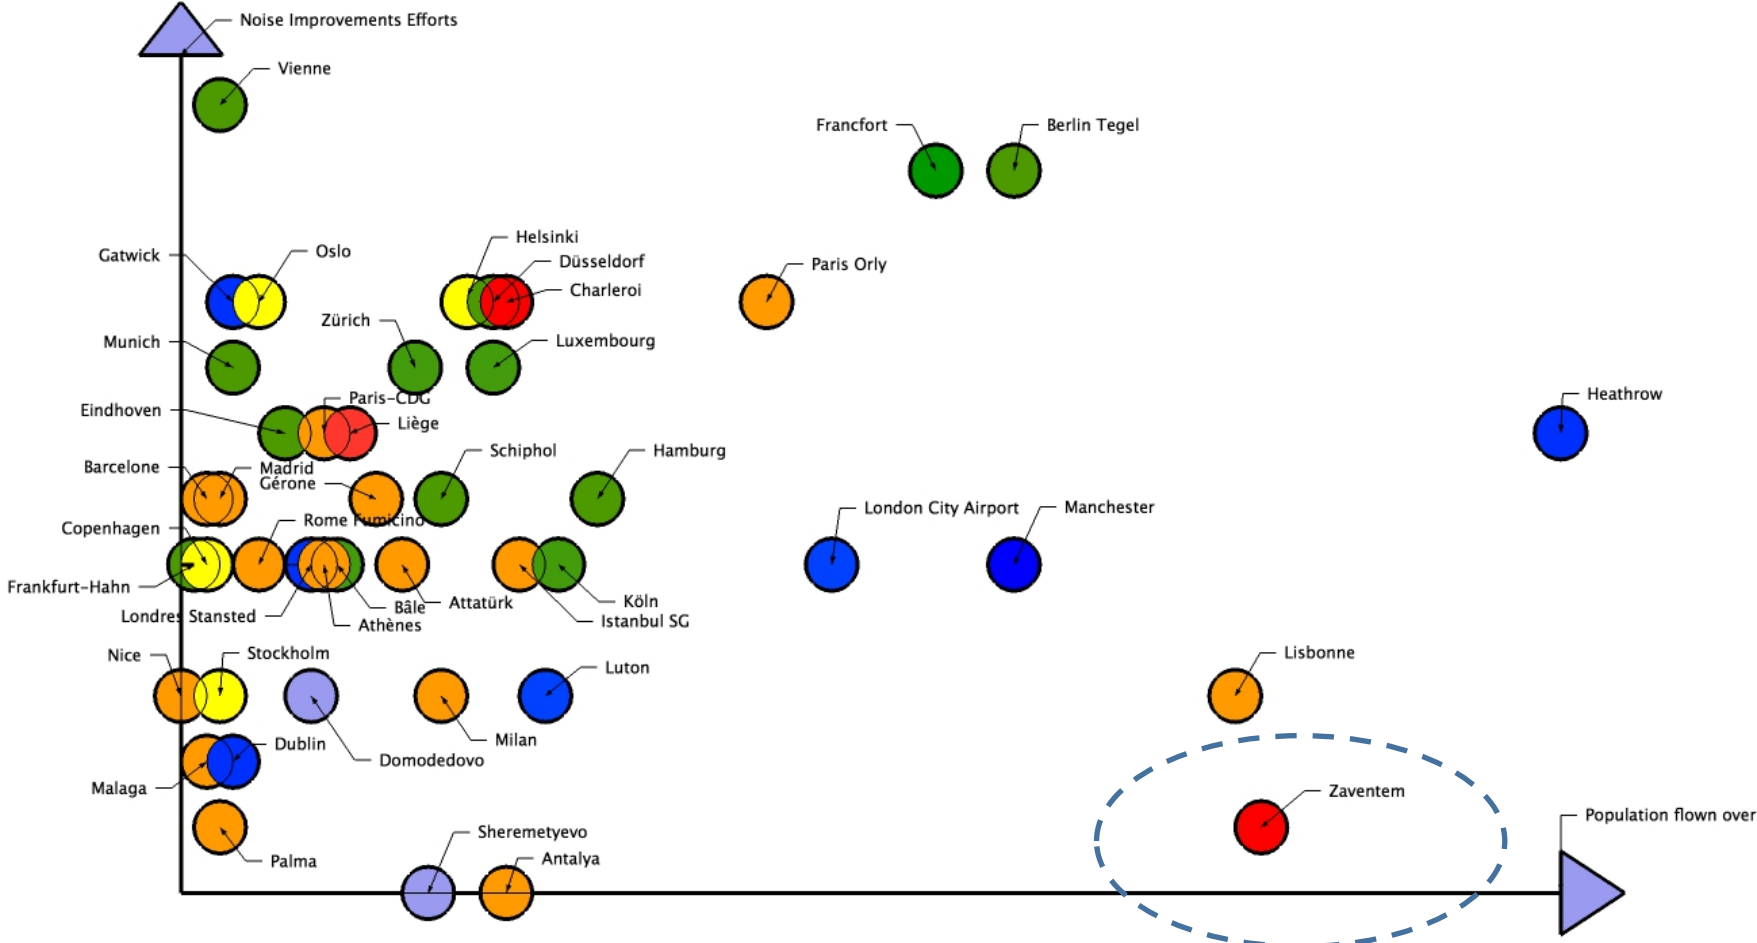 Noise Improvements Efforts
Vienne
Francfort
Berlin Tegel
Helsinki
Gatwick
Oslo
Düsseldorf
Paris Orly
Charleroi
Zürich
Munich
Luxembourg
Heathrow
Paris-CDG
Eindhoven
Liège
Schiphol
Hamburg
Barcelone
Madrid
Gérone
London City Airport
Manchester
Rome Fumicino
Copenhagen
Frankfurt-Hahn
Köln
Attatürk
Bâle
Londres Stansted
Istanbul SG
Athènes
Lisbonne
Stockholm
Nice
Luton
Milan
Dublin
Domodedovo
Malaga
Zaventem
Population flown over
Sheremetyevo
Antalya
Palma